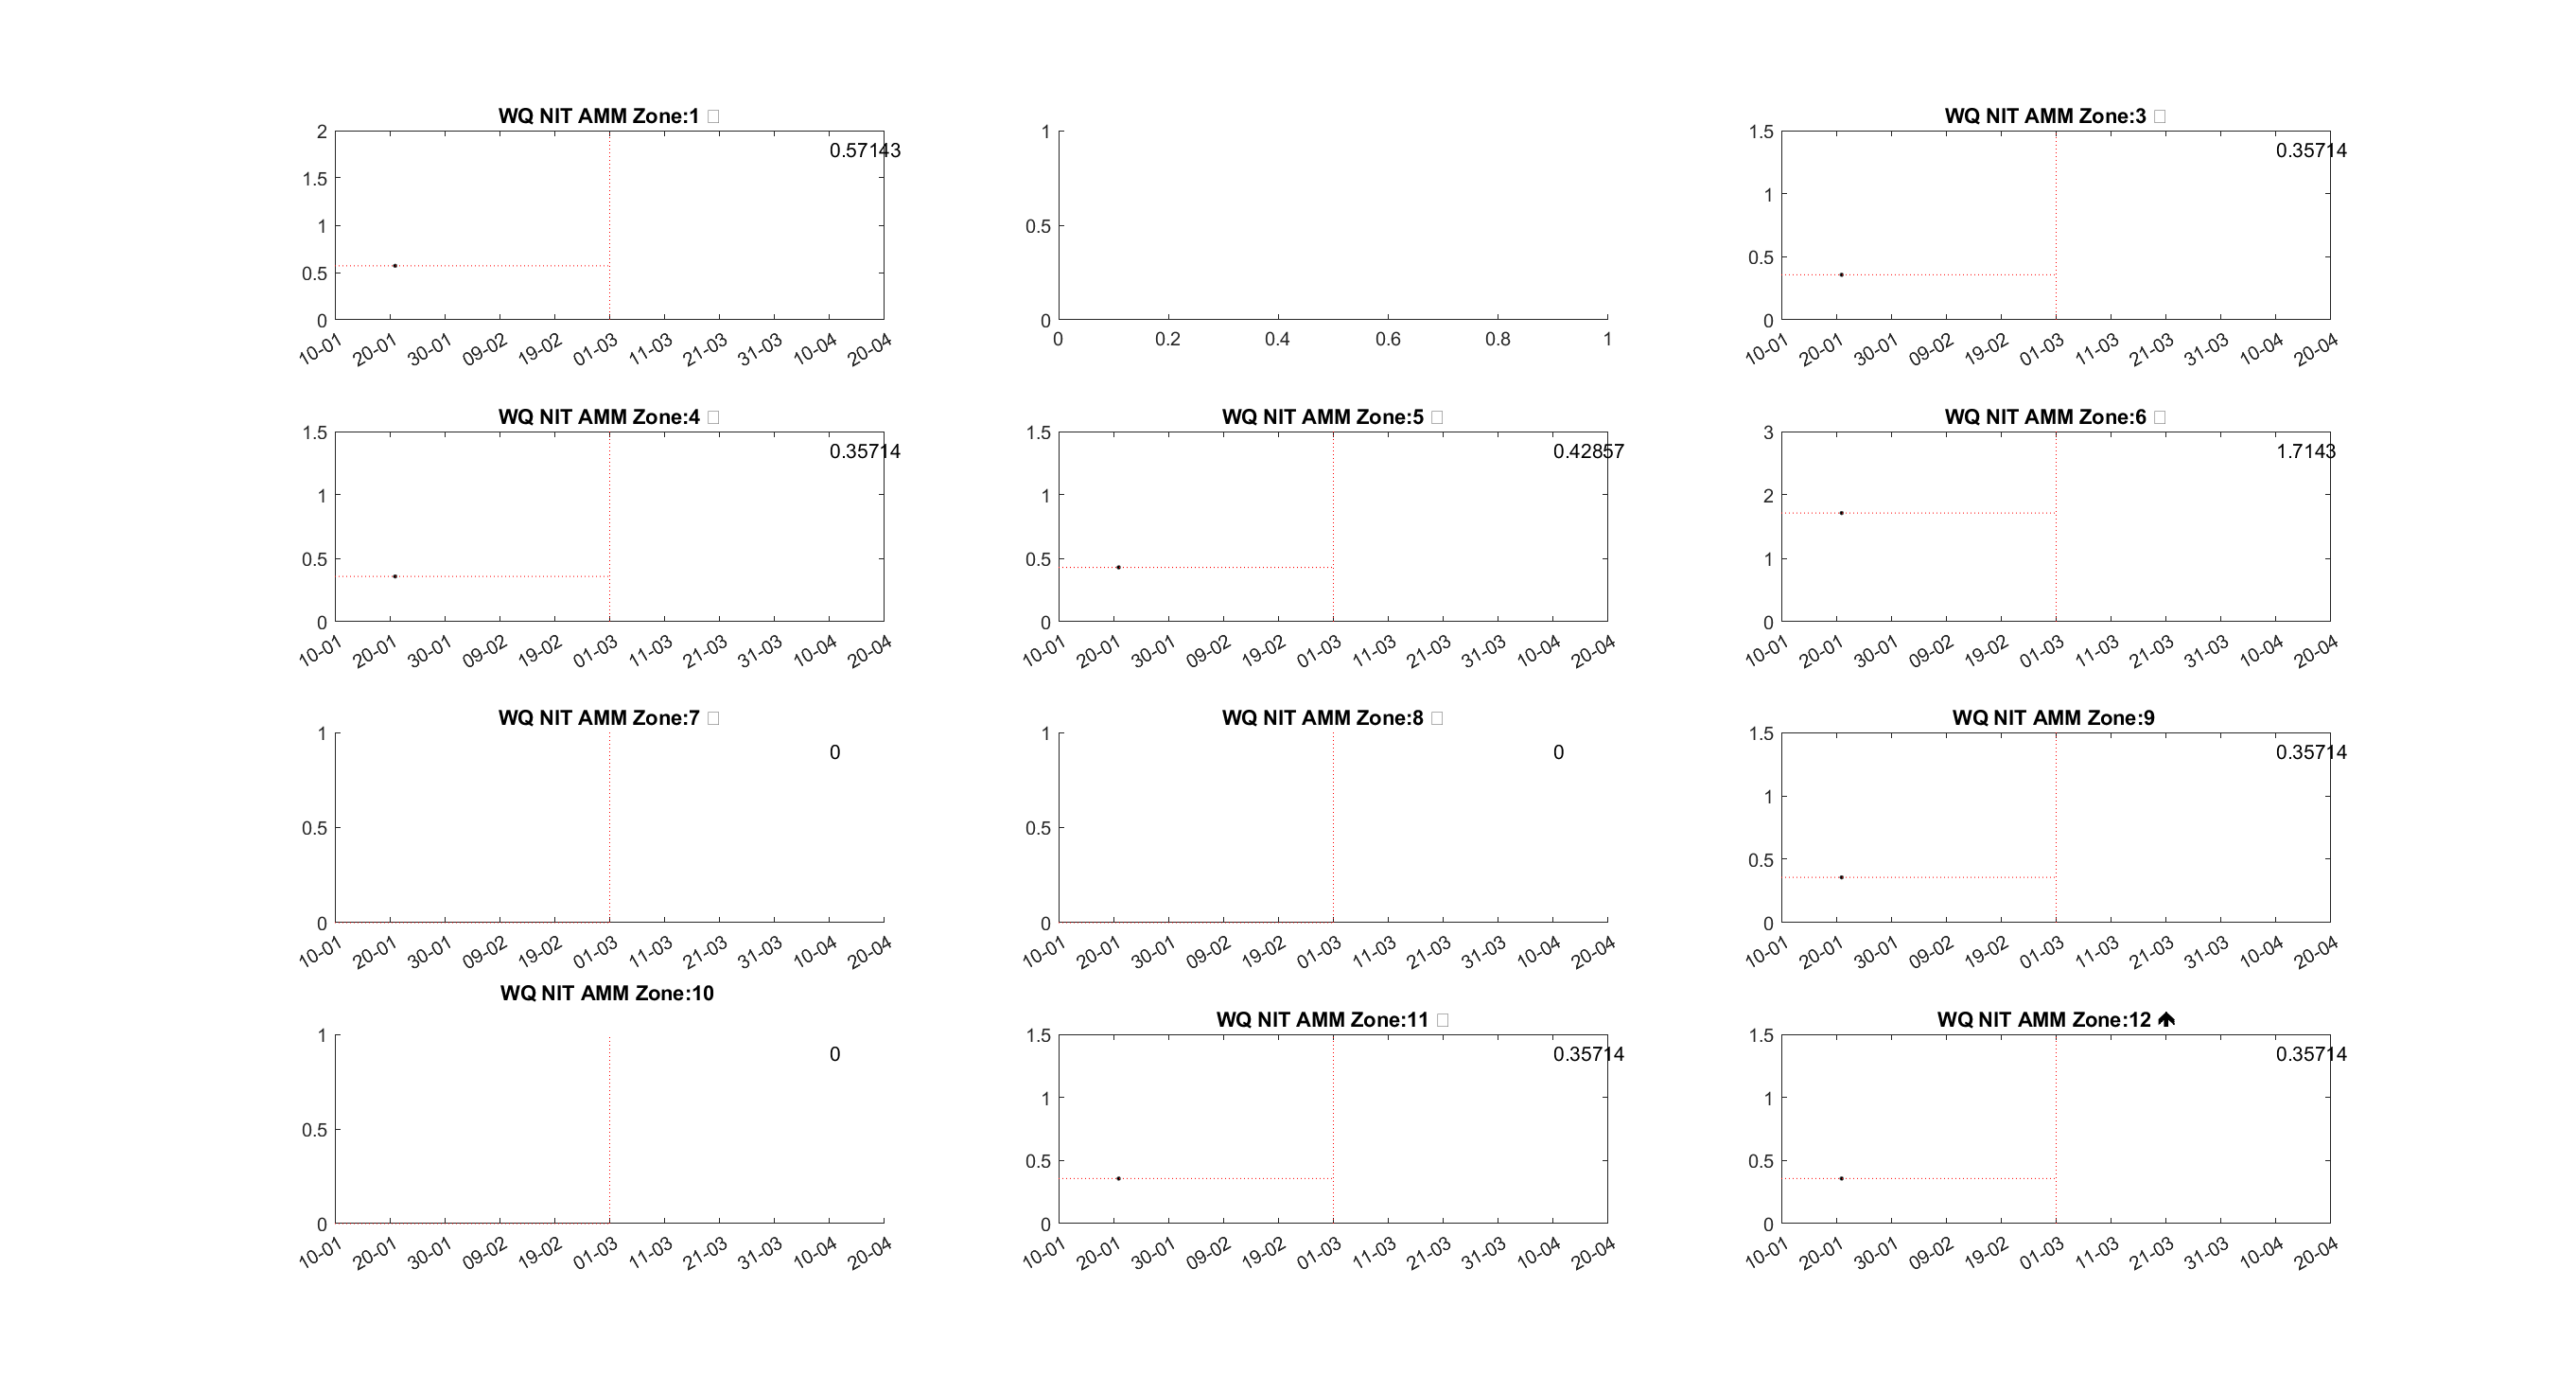 WQ NIT AMM Zone:1 □
2
1.5
1
0.5
0
0.57143
10-01 20-01 30-01 09-02 19-02 01-03 11-03 21-03 31-03 10-04 20-04
1
0.5
0
0 0.2 0.4 0.6 0.8 1
WQ NIT AMM Zone:3 □
1.5
1
0.5
0
0.35714
10-01 20-01 30-01 09-02 19-02 01-03 11-03 21-03 31-03 10-04 20-04
WQ NIT AMM Zone:4 □
1.5
1
0.5
0
0.35714
10-01 20-01 30-01 09-02 19-02 01-03 11-03 21-03 31-03 10-04 20-04
WQ NIT AMM Zone:5 □
1.5
1
0.5
0
0.42857
10-01 20-01 30-01 09-02 19-02 01-03 11-03 21-03 31-03 10-04 20-04
WQ NIT AMM Zone:6 □
3
2
1
0
1.7143
10-01 20-01 30-01 09-02 19-02 01-03 11-03 21-03 31-03 10-04 20-04
WQ NIT AMM Zone:7 □
1
0.5
0
0
10-01 20-01 30-01 09-02 19-02 01-03 11-03 21-03 31-03 10-04 20-04
WQ NIT AMM Zone:8 □
1
0.5
0
0
10-01 20-01 30-01 09-02 19-02 01-03 11-03 21-03 31-03 10-04 20-04
WQ NIT AMM Zone:9
1.5
1
0.5
0
0.35714
10-01 20-01 30-01 09-02 19-02 01-03 11-03 21-03 31-03 10-04 20-04
WQ NIT AMM Zone:10
1
0.5
0
0
10-01 20-01 30-01 09-02 19-02 01-03 11-03 21-03 31-03 10-04 20-04
WQ NIT AMM Zone:11 □
1.5
1
0.5
0
0.35714
10-01 20-01 30-01 09-02 19-02 01-03 11-03 21-03 31-03 10-04 20-04
WQ NIT AMM Zone:12 🡹
1.5
1
0.5
0
0.35714
10-01 20-01 30-01 09-02 19-02 01-03 11-03 21-03 31-03 10-04 20-04